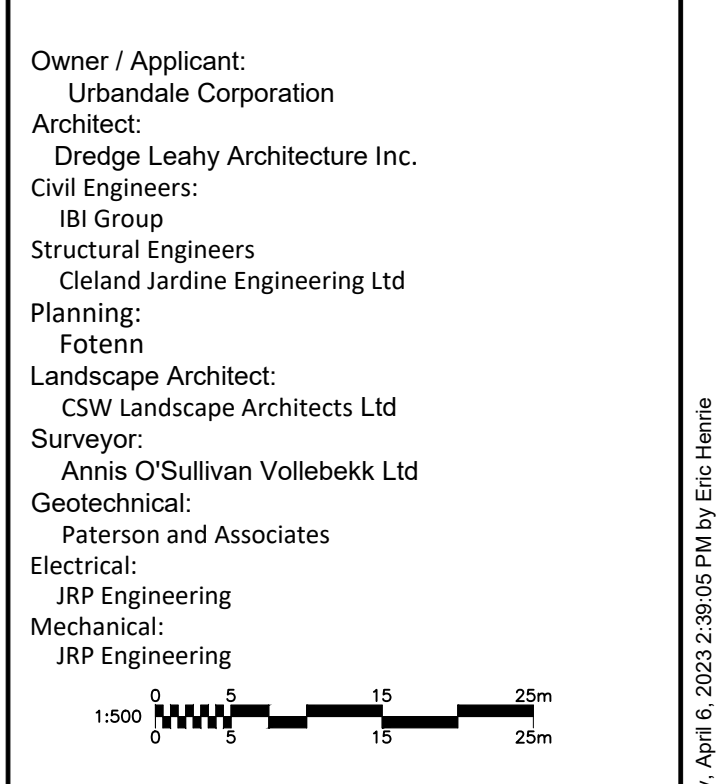 Owner / Applicant:
Urbandale Corporation
Architect:
Dredge Leahy Architecture Inc.
Civil Engineers:
IBI Group
Structural Engineers
Cleland Jardine Engineering Ltd
Planning:
Fotenn
Landscape Architect:
CSW Landscape Architects Ltd
Surveyor:
Annis O'Sullivan Vollebekk Ltd
Geotechnical:
Paterson and Associates
Electrical:
JRP Engineering
Mechanical:
JRP Engineering
0 5 15 25m
1:500
0 5 15 25m
, April 6, 2023 2:39:05 PM by Eric Henrie